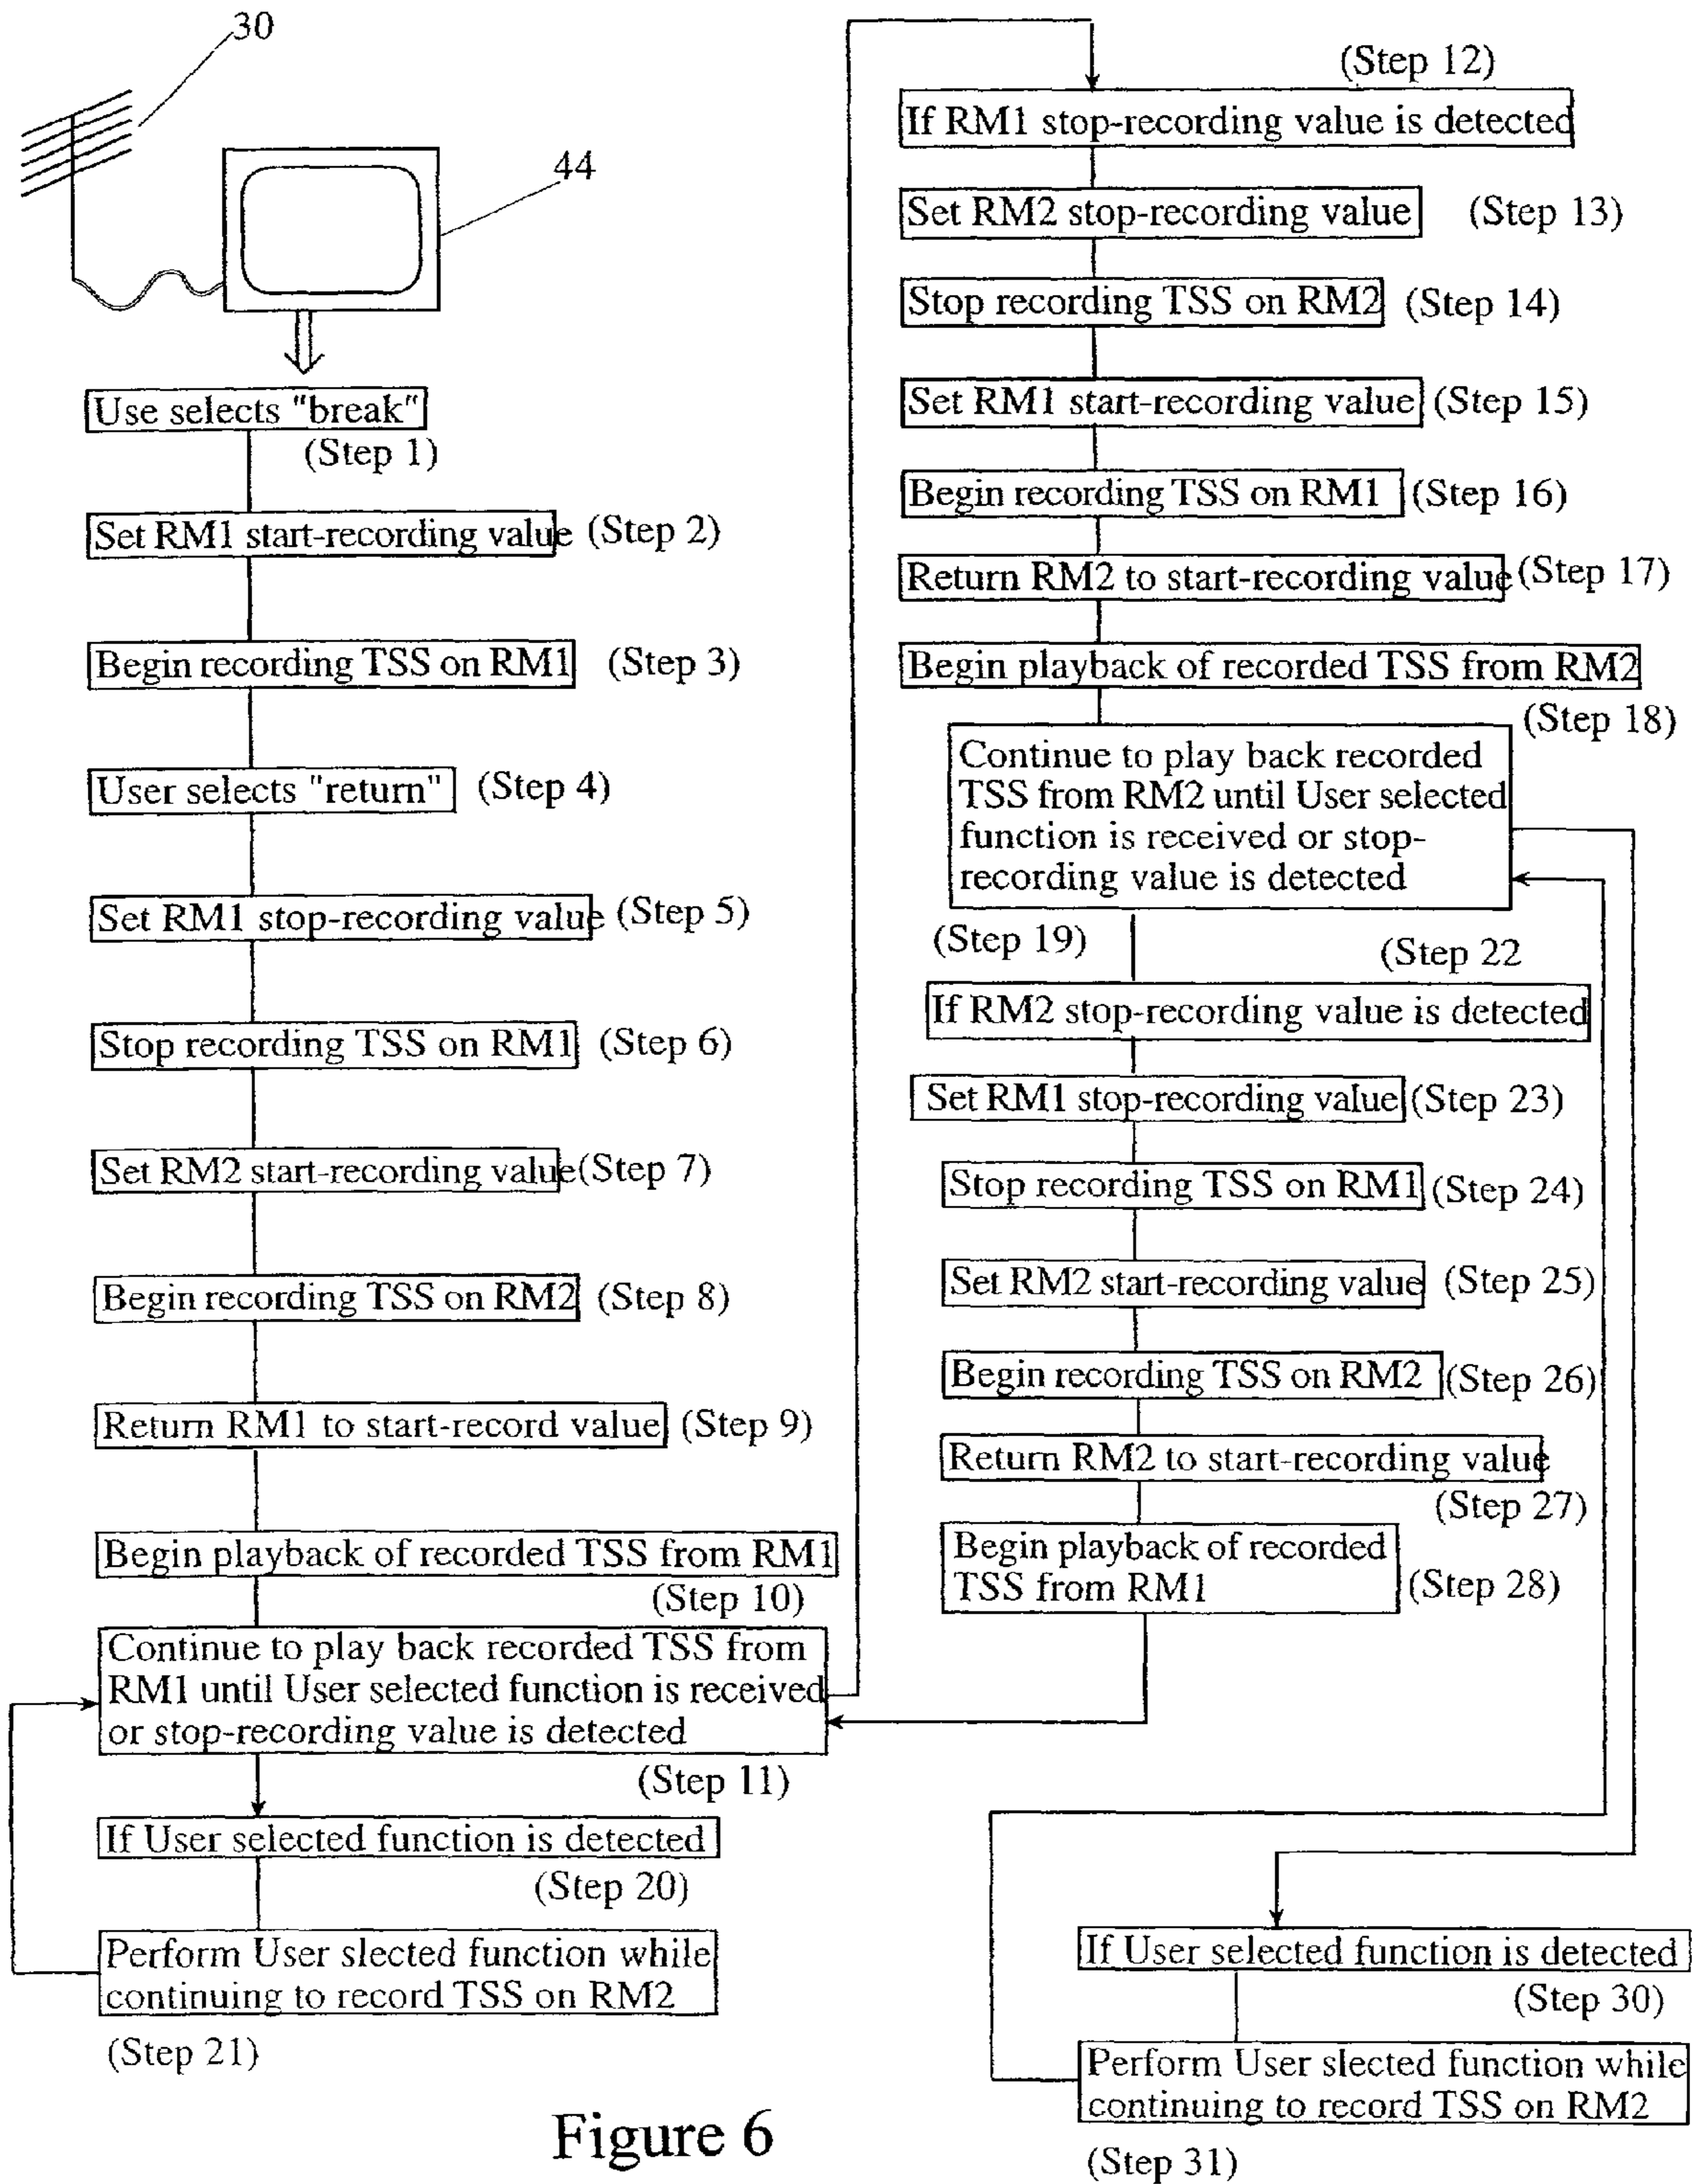 30
44
Use selects "break"
(Step 1)
Set RM1 start-recording value (Step 2)
Begin recording TSS on RM1 (Step 3)
User selects "return" (Step 4)
Set RM1 stop-recording value (Step 5)
Stop recording TSS on RM1 (Step 6)
Set RM2 start-recording value (Step 7)
Begin recording TSS on RM2 (Step 8)
Return RM1 to start-record value (Step 9)
Begin playback of recorded TSS from RM1
(Step 10)
Continue to play back recorded TSS from
RM1 until User selected function is received
or stop-recording value is detected
(Step 11)
If User selected function is detected
(Step 20)
Perform User slected function while
continuing to record TSS on RM2
(Step 21)
(Step 12)
If RM1 stop-recording value is detected
Set RM2 stop-recording value (Step 13)
Stop recording TSS on RM2 (Step 14)
Set RM1 start-recording value (Step 15)
Begin recording TSS on RM1 (Step 16)
Return RM2 to start-recording value (Step 17)
Begin playback of recorded TSS from RM2
(Step 18)
Continue to play back recorded
TSS from RM2 until User selected
function is received or stop-
recording value is detected
(Step 19)
(Step 22
If RM2 stop-recording value is detected
Set RM1 stop-recording value (Step 23)
Stop recording TSS on RM1 (Step 24)
Set RM2 start-recording value (Step 25)
Begin recording TSS on RM2 (Step 26)
Return RM2 to start-recording value
(Step 27)
Begin playback of recorded
TSS from RM1 (Step 28)
If User selected function is detected
(Step 30)
Perform User slected function while
continuing to record TSS on RM2
(Step 31)
Figure 6